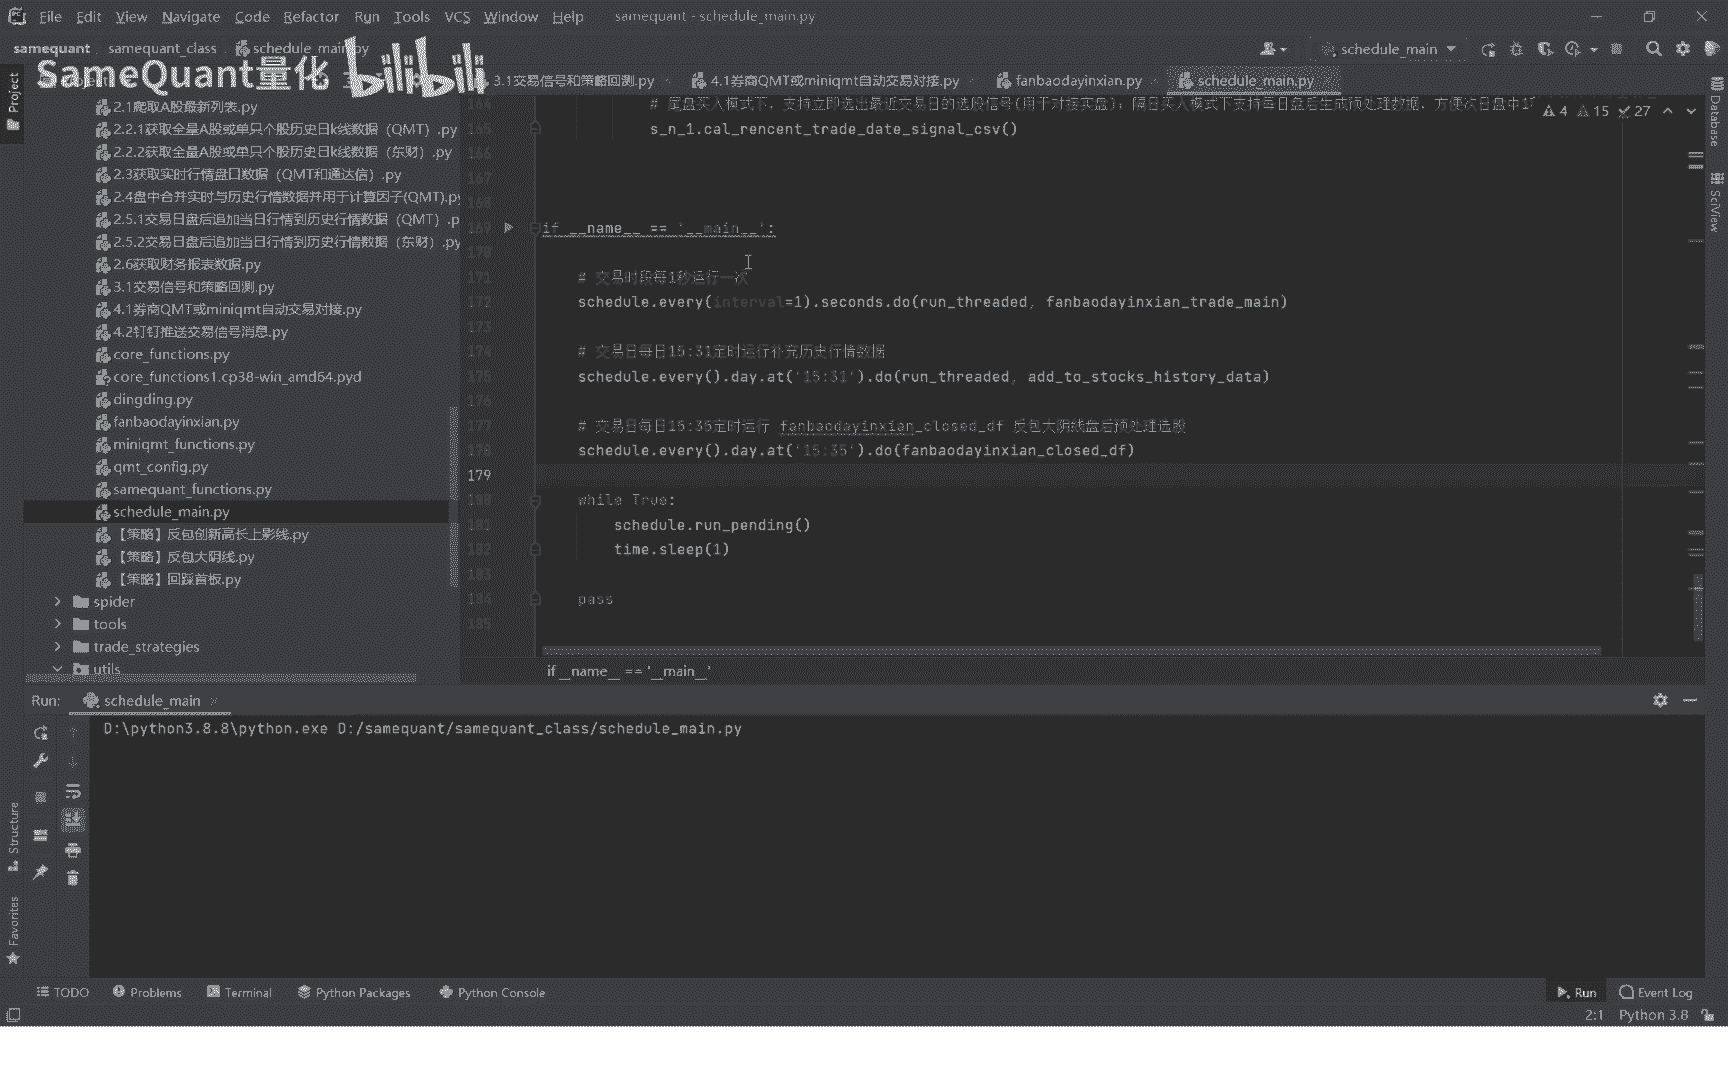 File Edit View Navigate Code Refactor Run Tools VCS Window Help samequant - schedule_main.py
samequant samequant_class schedule_main.py schedule_main
SameQuant量化 bilibili
3.1交易信号和策略回测.py 4.1券商QMT或miniqmt自动交易对接.py fanbaodayinxian.py schedule_main.py
Project
2.1爬取A股最新列表.py
2.2.1获取全量A股或单只个股历史日k线数据（QMT）.py
2.2.2获取全量A股或单只个股历史日k线数据（东财）.py
2.3获取实时行情盘口数据（QMT和通达信）.py
2.4盘中合并实时与历史行情数据并用于计算因子(QMT).py
2.5.1交易日盘后追加当日行情到历史行情数据（QMT）.p
2.5.2交易日盘后追加当日行情到历史行情数据（东财）.py
2.6获取财务报表数据.py
3.1交易信号和策略回测.py
4.1券商QMT或miniqmt自动交易对接.py
4.2钉钉推送交易信号消息.py
core_functions.py
core_functions1.cp38-win_amd64.pyd
dingding.py
fanbaodayinxian.py
miniqmt_functions.py
qmt_config.py
samequant_functions.py
schedule_main.py
【策略】反包创新高长上影线.py
【策略】反包大阴线.py
【策略】回踩首板.py
spider
tools
trade_strategies
utils
164 # 尾盘买入模式下，支持立即选出最近交易日的选股信号(用于对接实盘)；隔日买入模式下支持每日盘后生成预处理数据，方便次日盘中1
4 15 27
165 s_n_1.cal_rencent_trade_date_signal_csv()
166
167
168
169 if __name__ == '__main__':
170
171 # 交易时段每1秒运行一次
172 schedule.every(interval=1).seconds.do(run_threaded, fanbaodayinxian_trade_main)
173
174 # 交易日每日15:31定时运行补充历史行情数据
175 schedule.every().day.at('15:31').do(run_threaded, add_to_stocks_history_data)
176
177 # 交易日每日15:35定时运行 fanbaodayinxian_closed_df 反包大阴线盘后预处理选股
178 schedule.every().day.at('15:35').do(fanbaodayinxian_closed_df)
179
180 while True:
181 schedule.run_pending()
182 time.sleep(1)
183
184 pass
185
if __name__ == '__main__'
Database
SciView
Run: schedule_main
D:\python3.8.8\python.exe D:/samequant/samequant_class/schedule_main.py
Structure
Favorites
TODO Problems Terminal Python Packages Python Console Run Event Log
2:1 Python 3.8